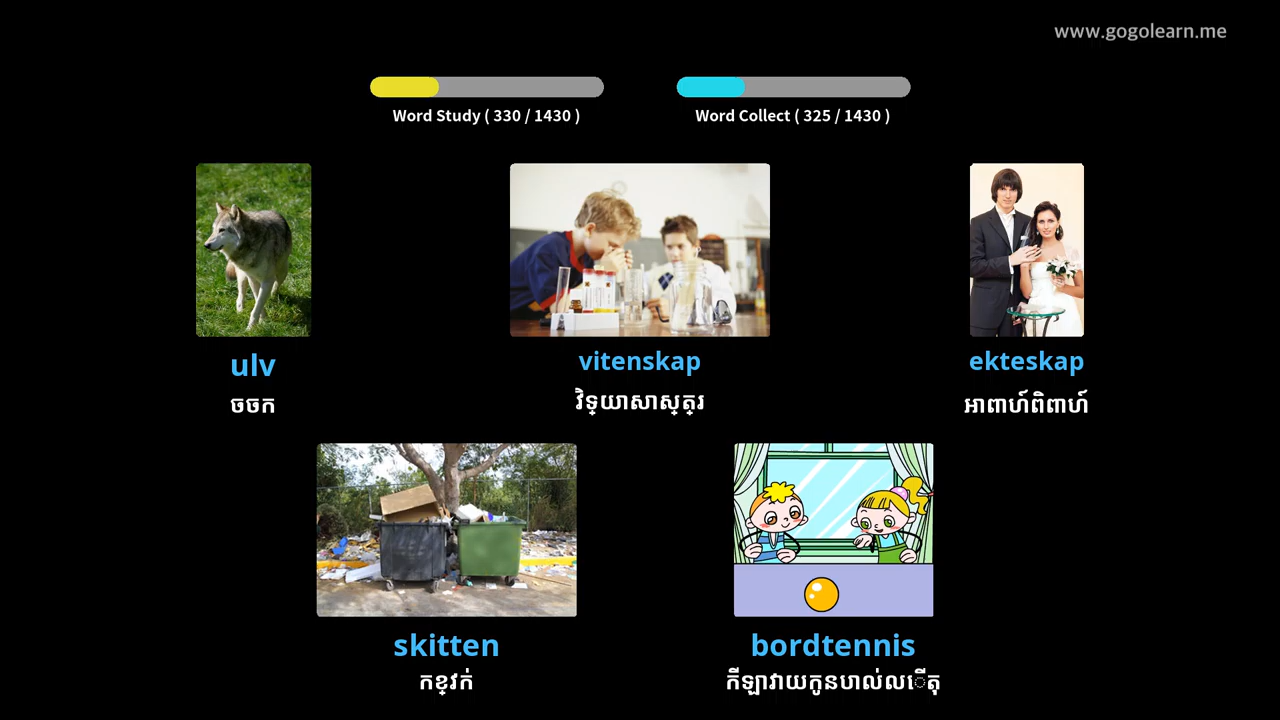 www.gogolearn.me
Word Study ( 330 / 1430 )
Word Collect ( 325 / 1430 )
ulv
vitenskap
ekteskap
ចចក
វិទ្យាសាស្ត្រ
អាពាហ៍ពិពាហ៍
skitten
bordtennis
កខ្វក់
កីឡាវាយកូនបាល់លើតុ